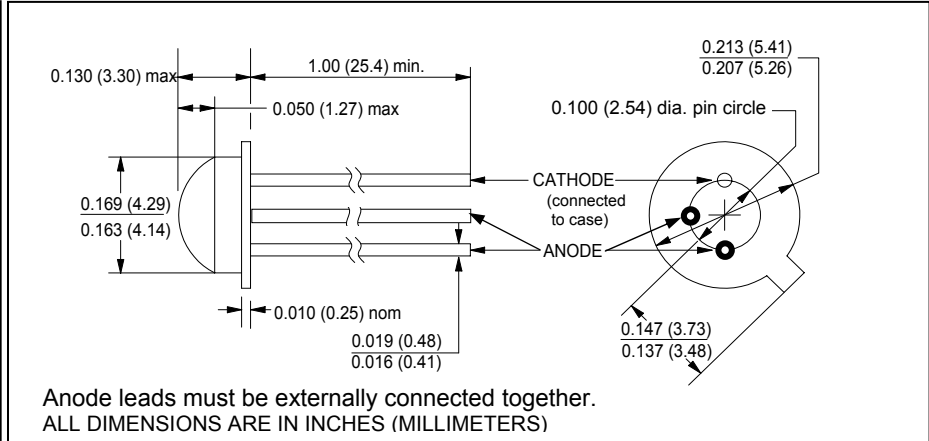 0.130 (3.30) max
1.00 (25.4) min.
0.050 (1.27) max
0.213 (5.41)
0.207 (5.26)
0.100 (2.54) dia. pin circle
0.169 (4.29)
0.163 (4.14)
CATHODE
(connected
to case)
ANODE
0.010 (0.25) nom
0.019 (0.48)
0.016 (0.41)
0.147 (3.73)
0.137 (3.48)
Anode leads must be externally connected together.
ALL DIMENSIONS ARE IN INCHES (MILLIMETERS)